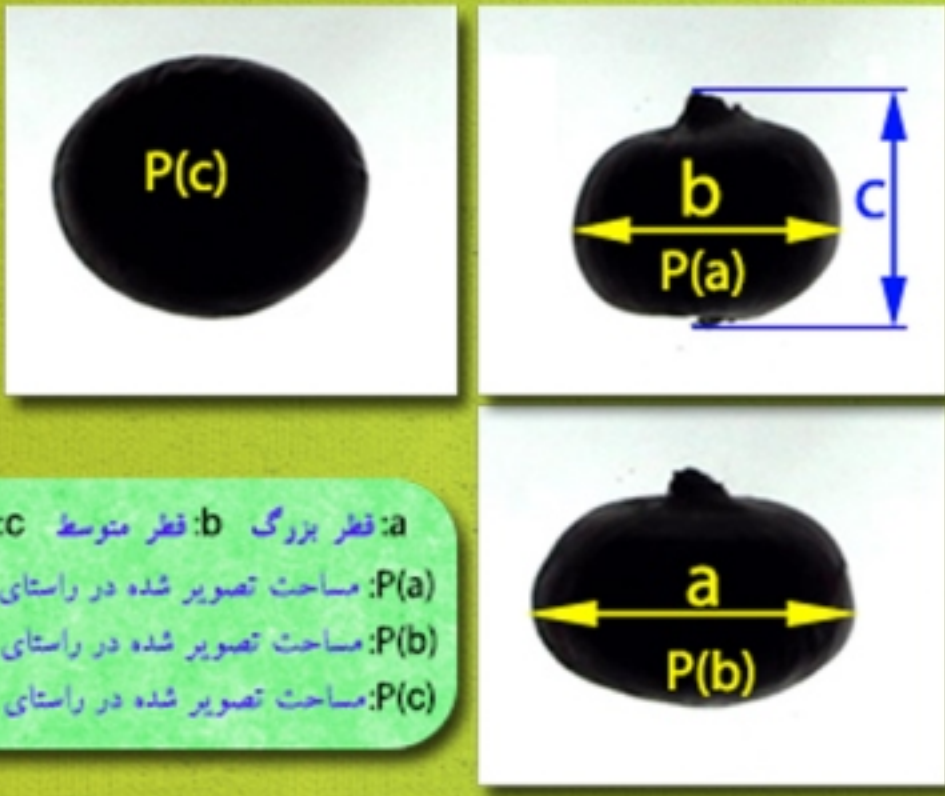 P(c)
b
P(a)
c
a
P(b)
a: قطر بزرگ b: قطر متوسط c:
P(a): مساحت تصویر شده در راستای
P(b): مساحت تصویر شده در راستای
P(c): مساحت تصویر شده در راستای